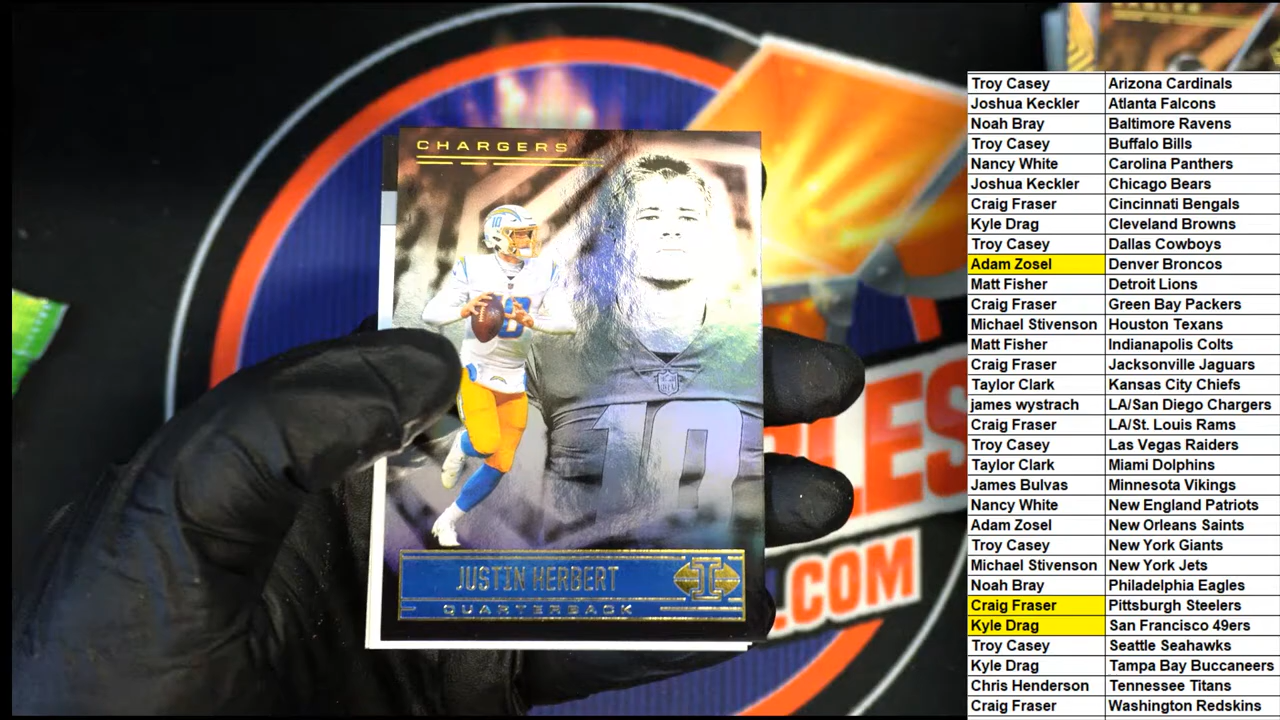 EAGLES
CHARGERS
10
10
JUSTIN HERBERT
QUARTERBACK
LES
.COM
Troy Casey Arizona Cardinals
Joshua Keckler Atlanta Falcons
Noah Bray Baltimore Ravens
Troy Casey Buffalo Bills
Nancy White Carolina Panthers
Joshua Keckler Chicago Bears
Craig Fraser Cincinnati Bengals
Kyle Drag Cleveland Browns
Troy Casey Dallas Cowboys
Adam Zosel Denver Broncos
Matt Fisher Detroit Lions
Craig Fraser Green Bay Packers
Michael Stivenson Houston Texans
Matt Fisher Indianapolis Colts
Craig Fraser Jacksonville Jaguars
Taylor Clark Kansas City Chiefs
james wystrach LA/San Diego Chargers
Craig Fraser LA/St. Louis Rams
Troy Casey Las Vegas Raiders
Taylor Clark Miami Dolphins
James Bulvas Minnesota Vikings
Nancy White New England Patriots
Adam Zosel New Orleans Saints
Troy Casey New York Giants
Michael Stivenson New York Jets
Noah Bray Philadelphia Eagles
Craig Fraser Pittsburgh Steelers
Kyle Drag San Francisco 49ers
Troy Casey Seattle Seahawks
Kyle Drag Tampa Bay Buccaneers
Chris Henderson Tennessee Titans
Craig Fraser Washington Redskins